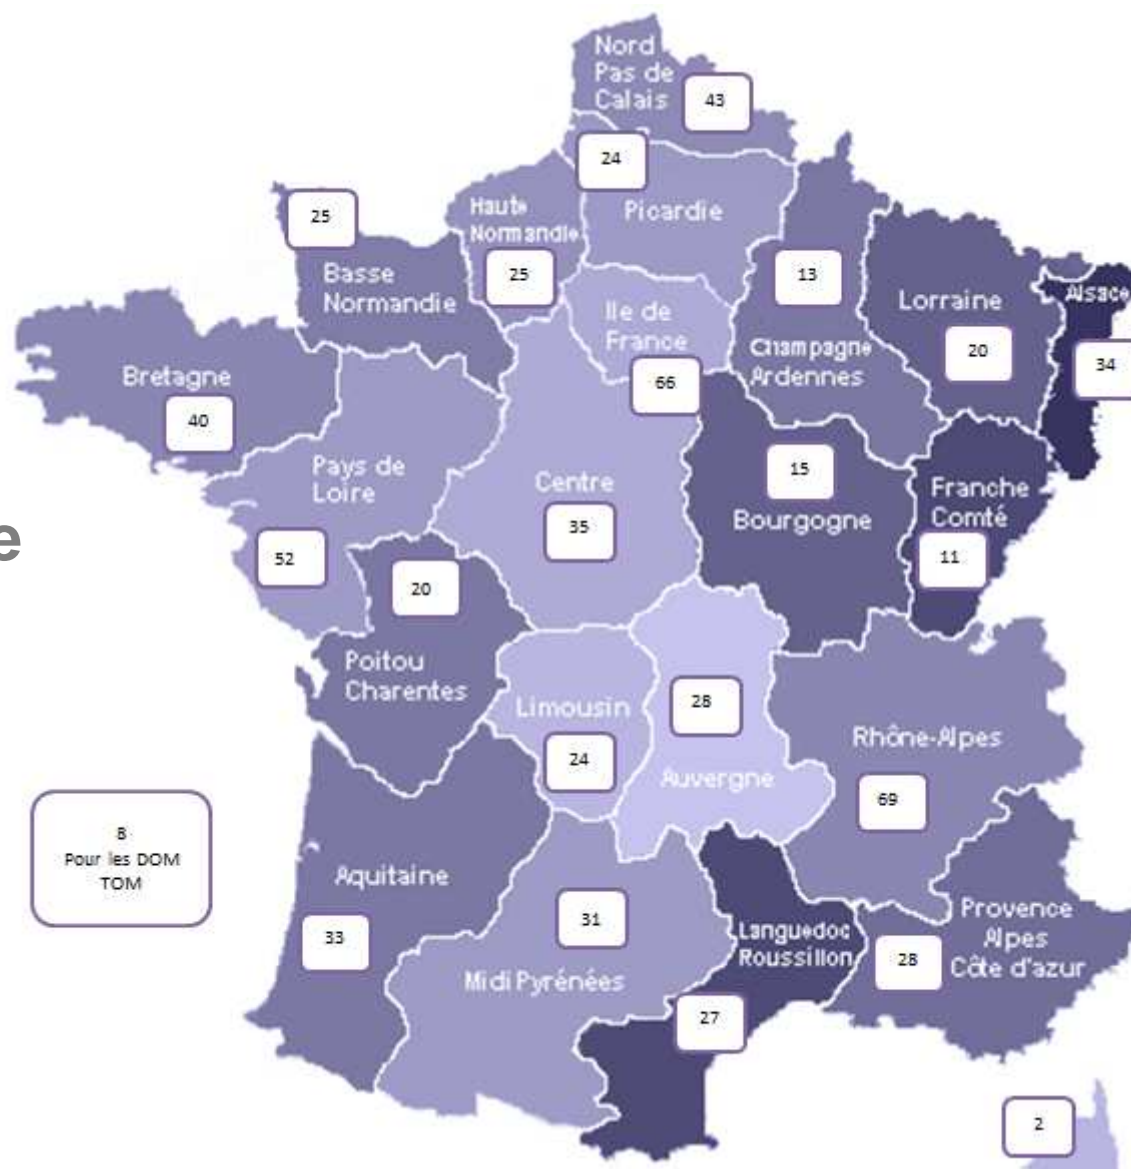 Nord
Pas de
Calais
43
24
Picardie
Haute
Normandie
25
25
Basse
Normandie
13
Champagne
Ardennes
Lorraine
20
Alsace
34
Ile de
France
66
Bretagne
40
Pays de
Loire
52
Centre
35
15
Bourgogne
Franche
Comté
11
e
20
Poitou
Charentes
Limousin
24
28
Auvergne
Rhône-Alpes
69
8
Pour les DOM
TOM
Aquitaine
33
31
Midi Pyrénées
Languedoc
Roussillon
27
Provence
Alpes
Côte d'azur
28
2